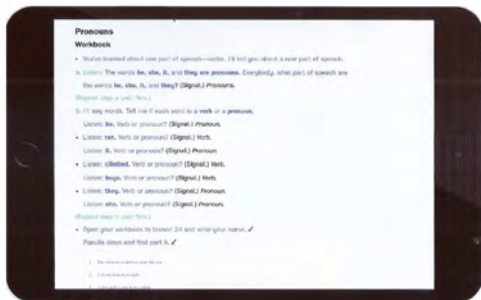 Pronouns
Workbook
• You've learned about one part of speech—verbs. I'll tell you about a new part of speech.
a. Listen: The words he, she, it, and they are pronouns. Everybody, what part of speech are
the words he, she, it, and they? (Signal.) Pronouns.
(Repeat step a until firm.)
b. I'll say words. Tell me if each word is a verb or a pronoun.
Listen: he. Verb or pronoun? (Signal.) Pronoun.
• Listen: ran. Verb or pronoun? (Signal.) Verb.
Listen: it. Verb or pronoun? (Signal.) Pronoun.
• Listen: climbed. Verb or pronoun? (Signal.) Verb.
Listen: hugs. Verb or pronoun? (Signal.) Verb.
• Listen: they. Verb or pronoun? (Signal.) Pronoun.
Listen: she. Verb or pronoun? (Signal.) Pronoun.
(Repeat step b until firm.)
• Open your workbook to lesson 24 and write your name. ✓
Pencils down and find part A. ✓